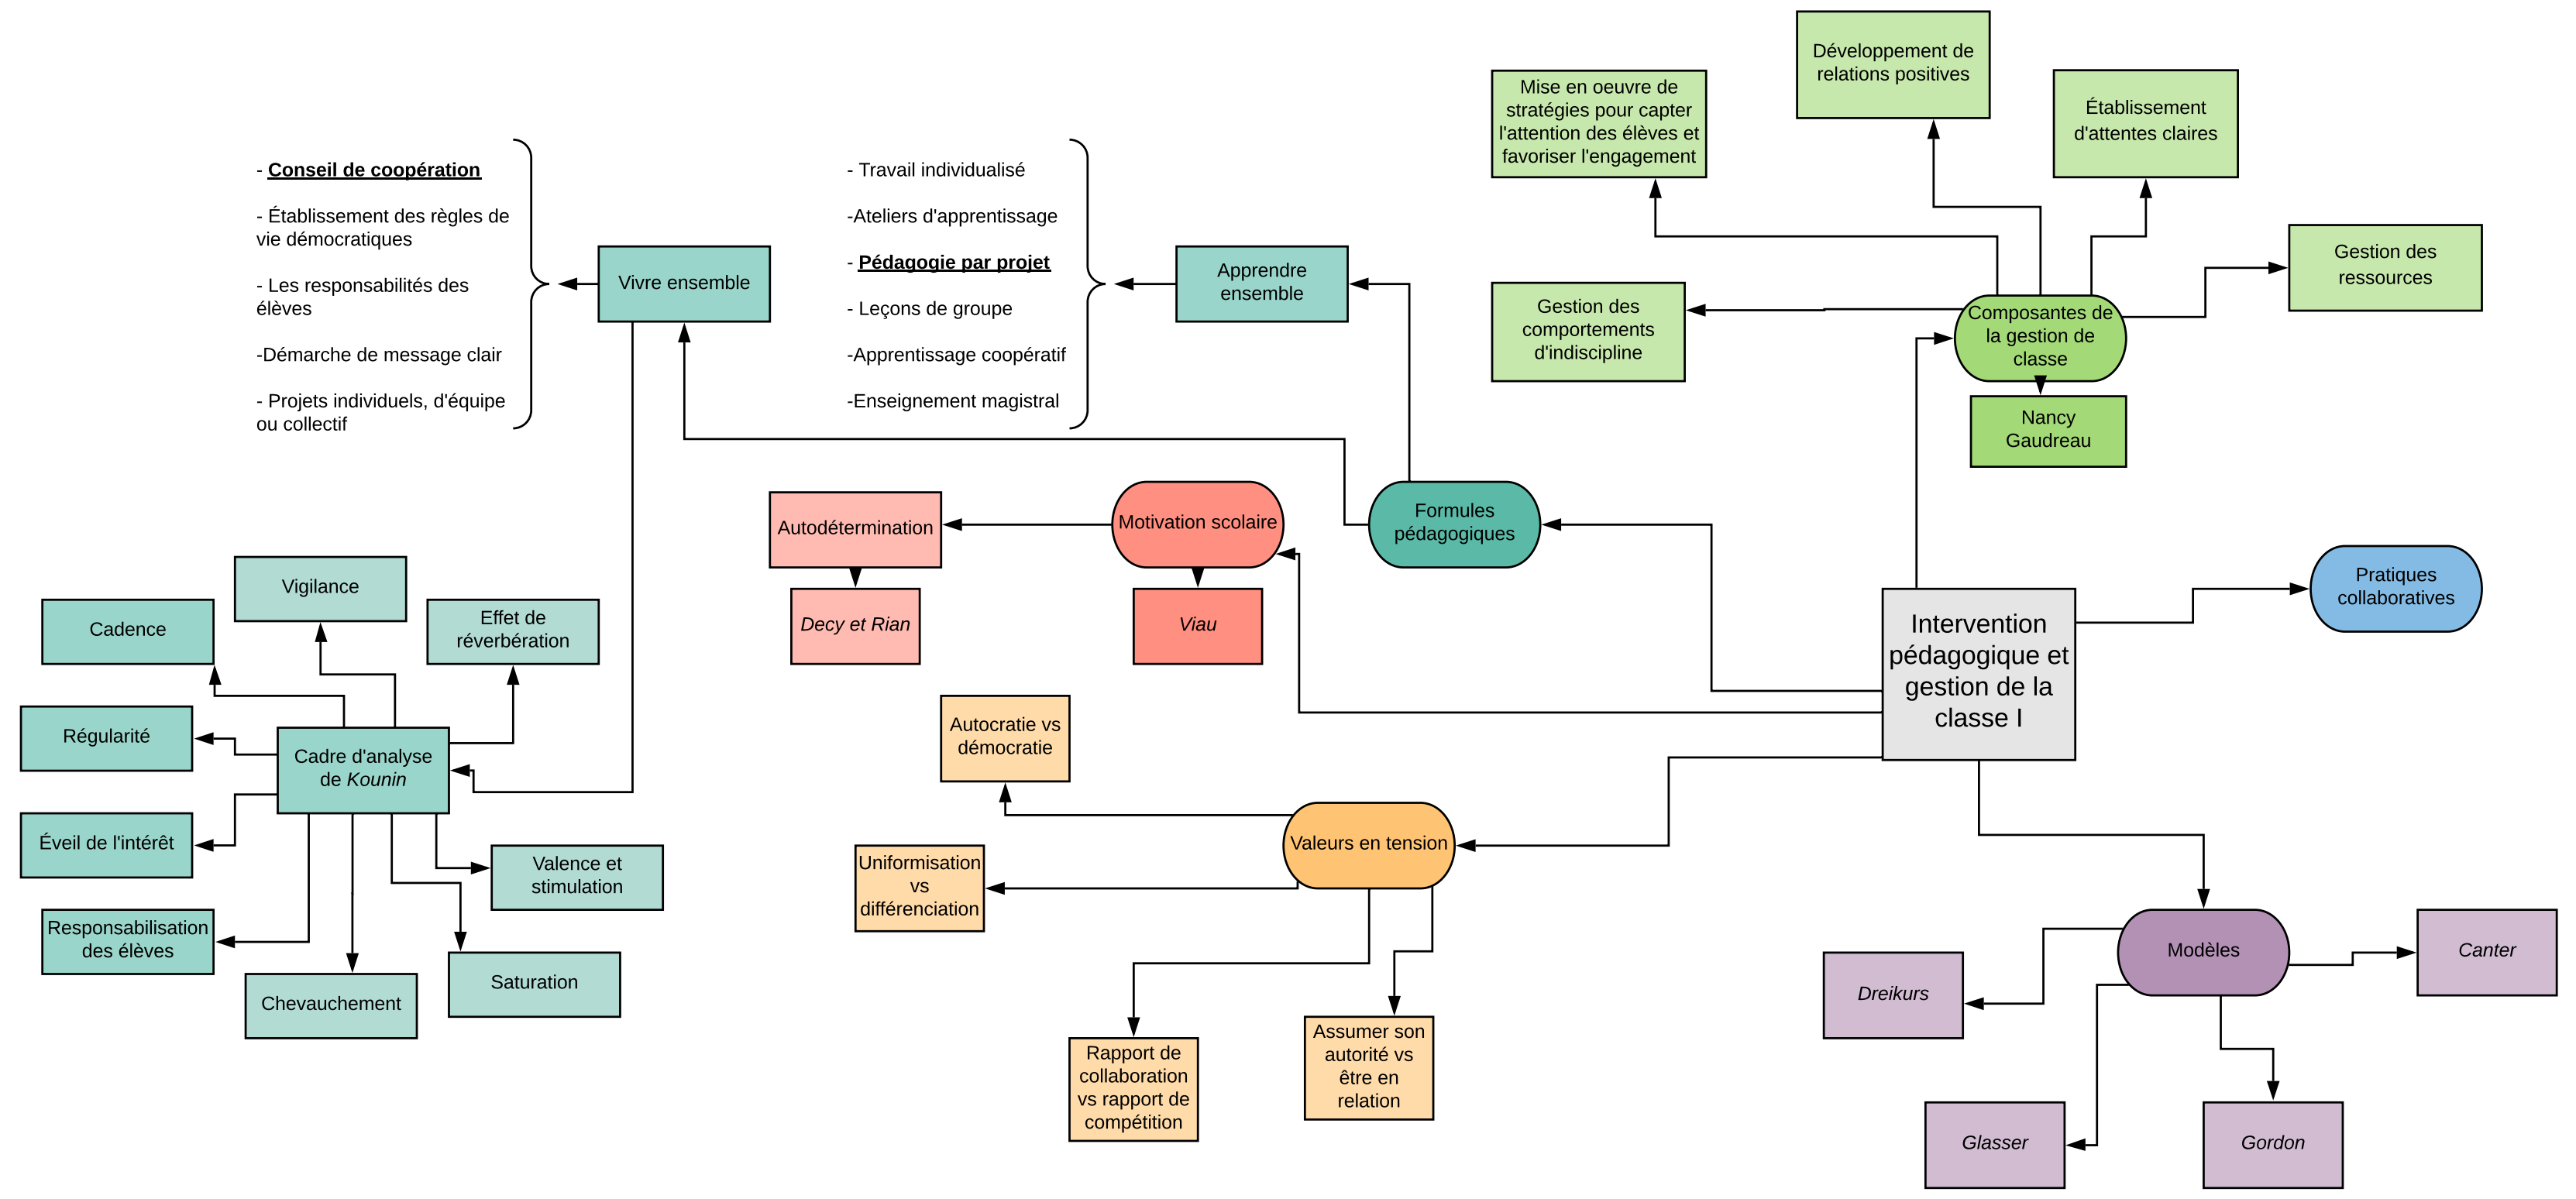 Développement de
relations positives
Mise en oeuvre de
stratégies pour capter
l'attention des élèves et
favoriser l'engagement
Établissement
d'attentes claires
Gestion des
ressources
Gestion des
comportements
d'indiscipline
Composantes de
la gestion de
classe
Nancy
Gaudreau
- Conseil de coopération
- Établissement des règles de
vie démocratiques
- Les responsabilités des
élèves
-Démarche de message clair
- Projets individuels, d'équipe
ou collectif
Vivre ensemble
- Travail individualisé
-Ateliers d'apprentissage
- Pédagogie par projet
- Leçons de groupe
-Apprentissage coopératif
-Enseignement magistral
Apprendre
ensemble
Autodétermination
Motivation scolaire
Formules
pédagogiques
Decy et Rian
Viau
Pratiques
collaboratives
Intervention
pédagogique et
gestion de la
classe I
Vigilance
Cadence
Effet de
réverbération
Régularité
Cadre d'analyse
de Kounin
Éveil de l'intérêt
Valence et
stimulation
Responsabilisation
des élèves
Chevauchement
Saturation
Autocratie vs
démocratie
Valeurs en tension
Uniformisation
vs
différenciation
Rapport de
collaboration
vs rapport de
compétition
Assumer son
autorité vs
être en
relation
Modèles
Canter
Dreikurs
Glasser
Gordon